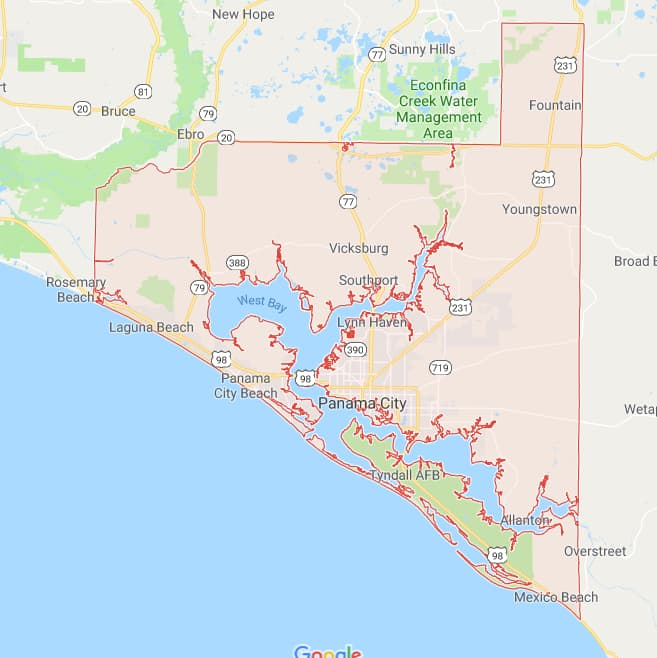 New Hope
77
Sunny Hills
231
rt
81
Econfina
Creek Water
Management
Area
20
Bruce
79
Fountain
Ebro
20
231
77
Youngstown
Vicksburg
388
Broad B
Southport
Rosemary
Beach
79
West Bay
231
Laguna Beach
Lynn Haven
390
98
719
Panama
City Beach
98
Panama City
Wetap
Tyndall AFB
Allanton
98
Overstreet
Mexico Beach
Google